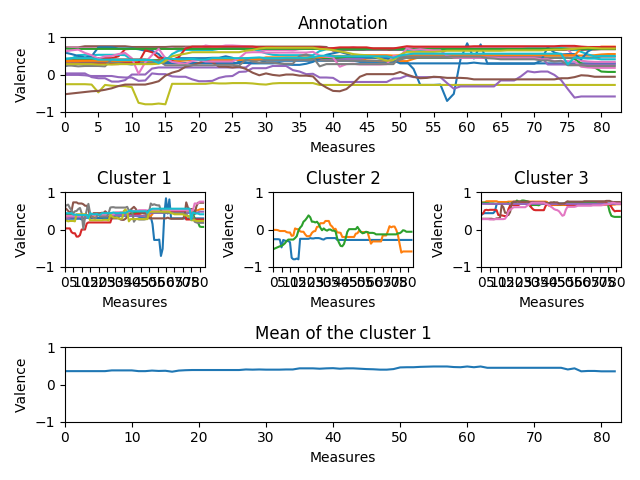 Annotation
Valence
1
0
−1
0 5 10 15 20 25 30 35 40 45 50 55 60 65 70 75 80
Measures
Cluster 1 Cluster 2 Cluster 3
Valence
1
0
−1
Measures
Valence
1
0
−1
Measures
Valence
1
0
−1
Measures
Mean of the cluster 1
Valence
1
0
−1
0 10 20 30 40 50 60 70 80
Measures